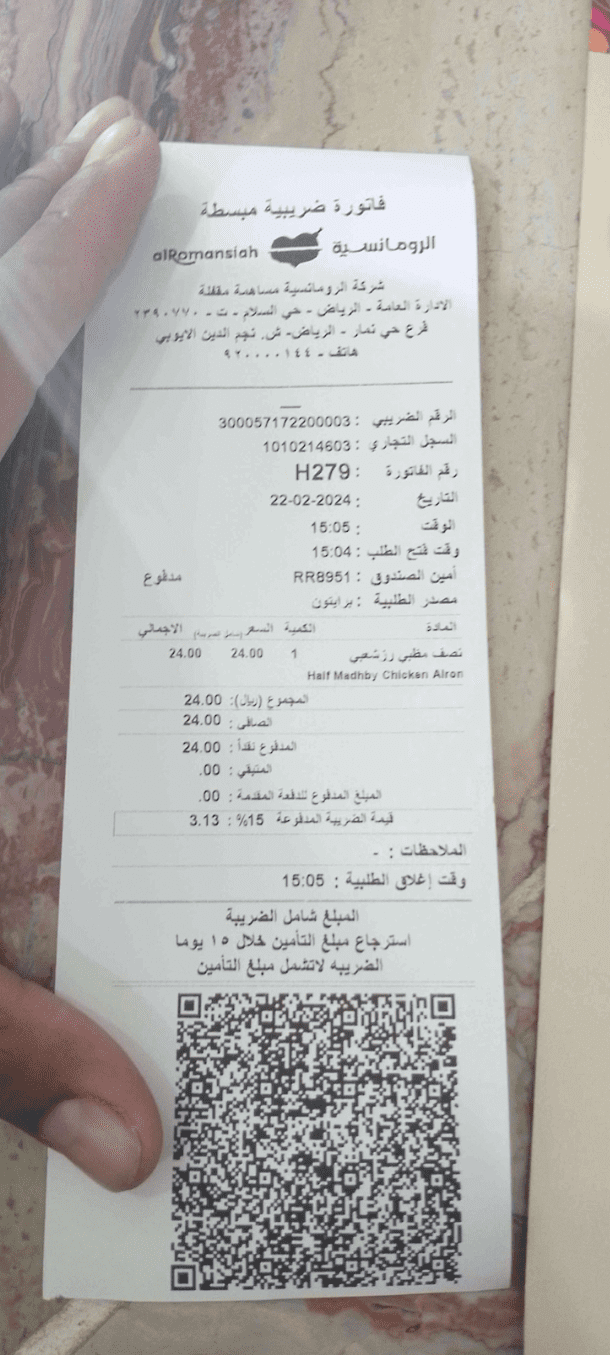 فاتورة ضريبية مبسطة
alRomansiah الرومانسية
شركة الرومانسية مساهمة مقفلة
الادارة العامة - الرياض - حي السلام - ت - ٢٣٩٠٧٧٠
فرع حي نمار - الرياض- ش. نجم الدين الايوبي
هاتف - ٩٢٠٠٠٠١٤٤
الرقم الضريبي : 300057172200003
السجل التجاري : 1010214603
رقم الفاتورة : H279
التاريخ : 22-02-2024
الوقت : 15:05
وقت فتح الطلب : 15:04
أمين الصندوق : RR8951 مدفوع
مصدر الطلبية : برايتون
المادة الكمية السعر (شامل الضريبة) الاجمالي
نصف مظبي رزشعبي 1 24.00 24.00
Half Madhby Chicken Alron
المجموع (ريال): 24.00
الصافى : 24.00
المدفوع نقدأ : 24.00
المتبقي : 00.
المبلغ المدفوع للدفعة المقدمة : 00.
قيمة الضريبة المدفوعة 15% : 3.13
الملاحظات : -
وقت إغلاق الطلبية : 15:05
المبلغ شامل الضريبة
استرجاع مبلغ التأمين خلال ١٥ يوما
الضريبه لاتشمل مبلغ التأمين